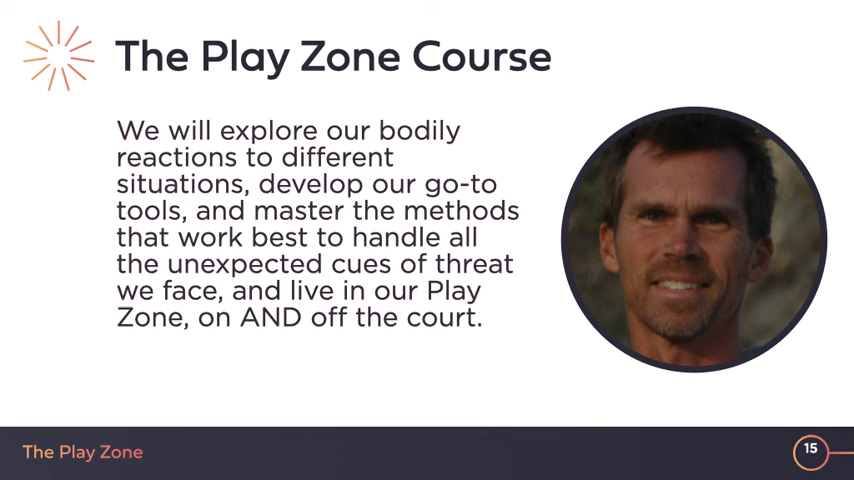 The Play Zone Course
We will explore our bodily
reactions to different
situations, develop our go-to
tools, and master the methods
that work best to handle all
the unexpected cues of threat
we face, and live in our Play
Zone, on AND off the court.
The Play Zone
15